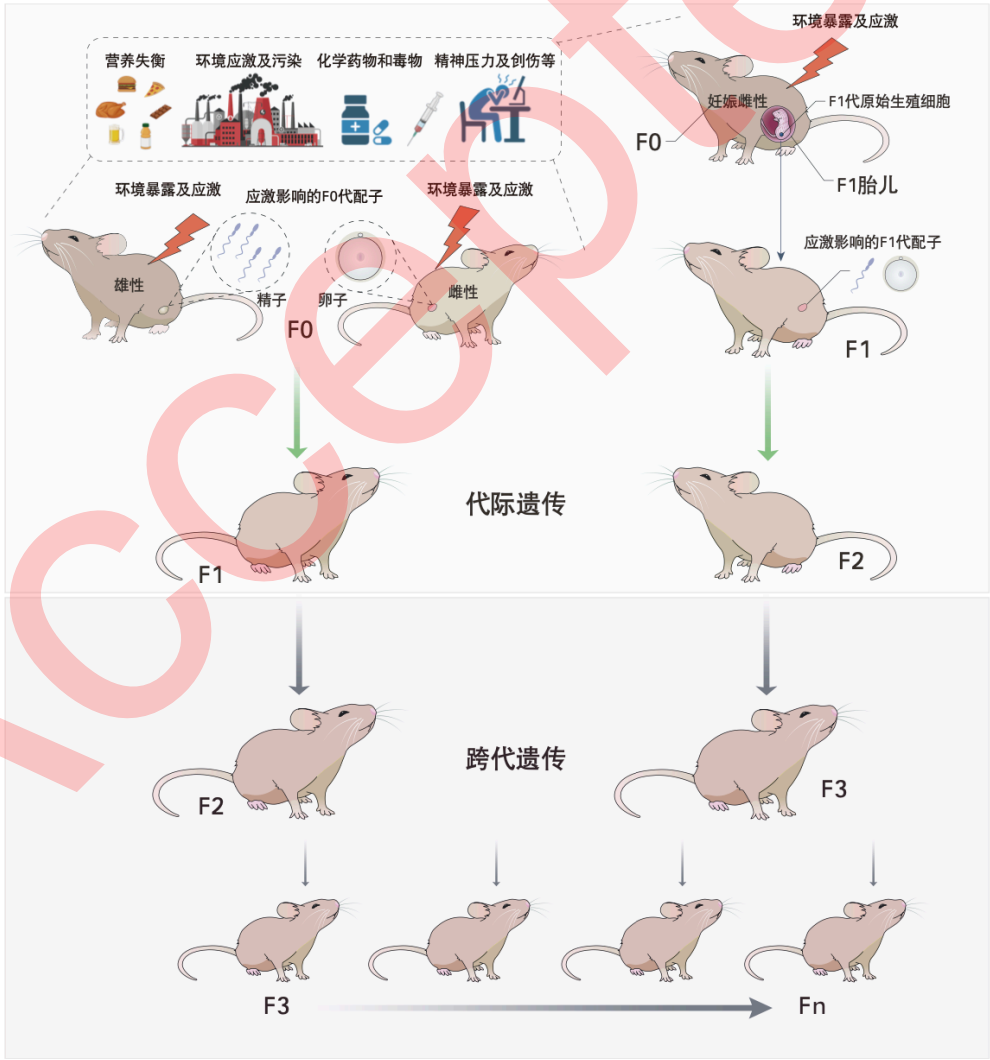 环境暴露及应激
营养失衡
环境应激及污染
化学药物和毒物
精神压力及创伤等
妊娠雌性
F1代原始生殖细胞
F0
F1胎儿
环境暴露及应激
应激影响的F0代配子
环境暴露及应激
应激影响的F1代配子
雄性
精子
卵子
雌性
F0
F1
代际遗传
F1
F2
跨代遗传
F2
F3
F3
Fn